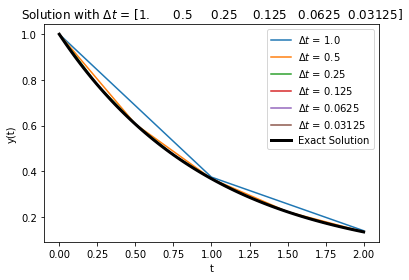 Solution with Δt = [1.      0.5     0.25    0.125   0.0625  0.03125]
Δt = 1.0
Δt = 0.5
Δt = 0.25
Δt = 0.125
Δt = 0.0625
Δt = 0.03125
Exact Solution
y(t)
1.0
0.8
0.6
0.4
0.2
0.00 0.25 0.50 0.75 1.00 1.25 1.50 1.75 2.00
t